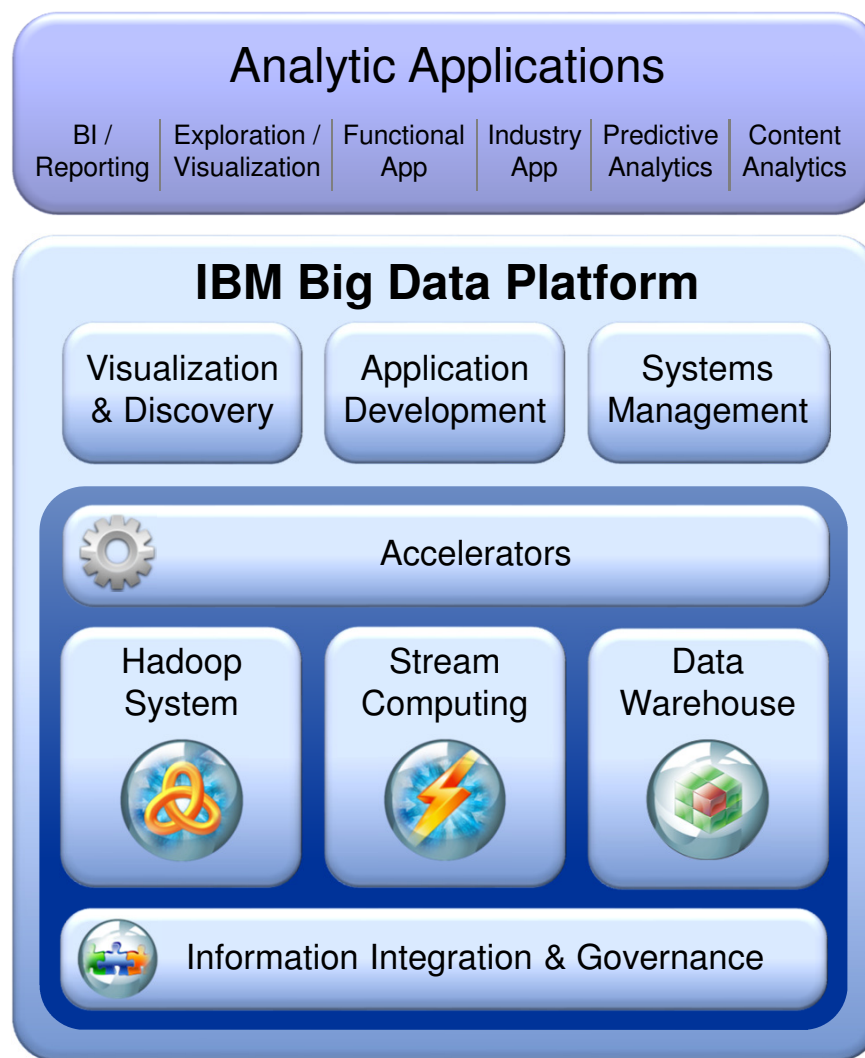 Analytic Applications
BI /
Reporting
Exploration /
Visualization
Functional
App
Industry
App
Predictive
Analytics
Content
Analytics
IBM Big Data Platform
Visualization
& Discovery
Application
Development
Systems
Management
Accelerators
Hadoop
System
Stream
Computing
Data
Warehouse
Information Integration & Governance